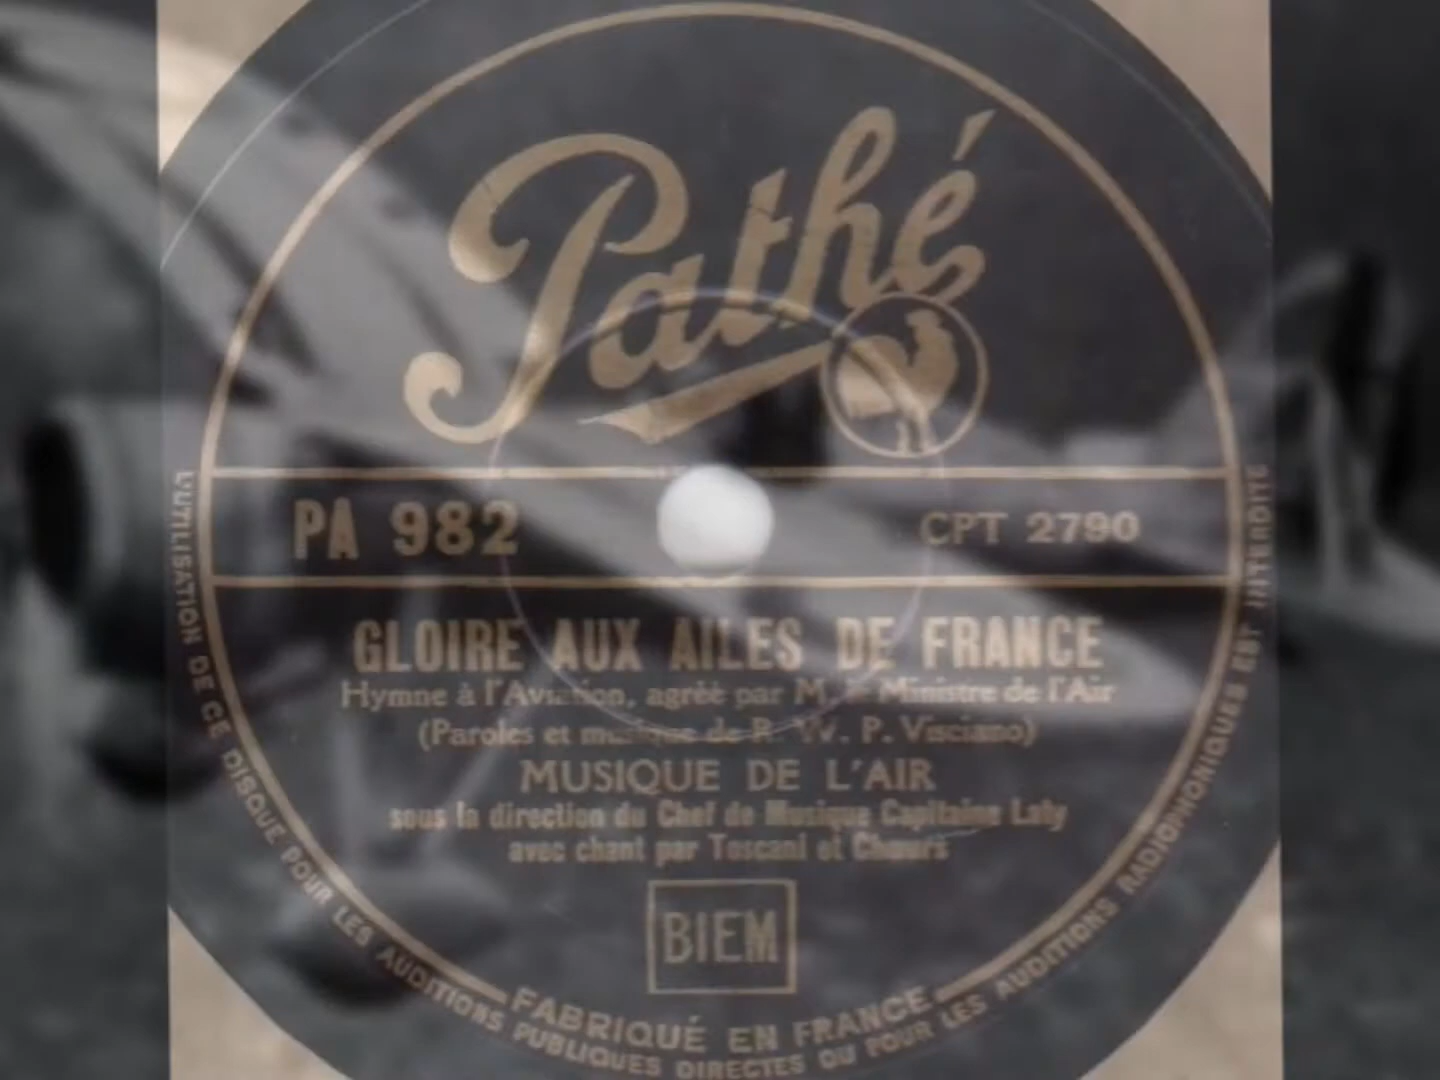 Pathé
PA 982
CPT 2790
GLOIRE AUX AILES DE FRANCE
Hymne à l'Aviation, agréé par M. le Ministre de l'Air
(Paroles et musique de R. W. P. Visciano)
MUSIQUE DE L'AIR
sous la direction du Chef de Musique Capitaine Laly
avec chant par Toscani et Chœurs
BIEM
FABRIQUÉ EN FRANCE
L'UTILISATION DE CE DISQUE POUR LES AUDITIONS PUBLIQUES DIRECTES OU POUR LES AUDITIONS RADIOPHONIQUES EST INTERDITE